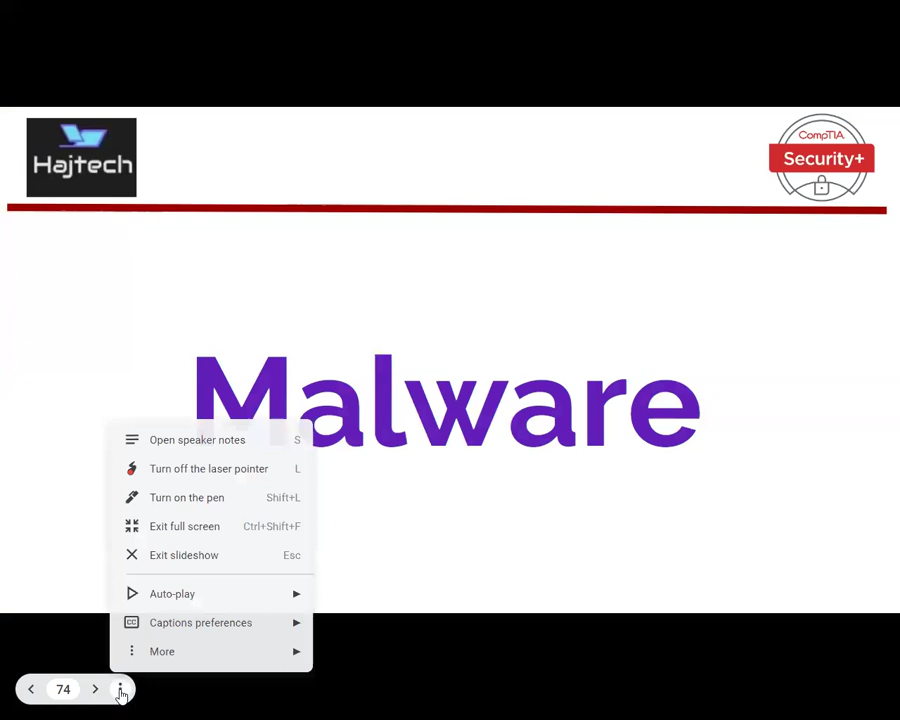 Hajtech
CompTIA
Security+
Malware
Open speaker notes S
Turn off the laser pointer L
Turn on the pen Shift+L
Exit full screen Ctrl+Shift+F
Exit slideshow Esc
Auto-play
CC Captions preferences
More
74